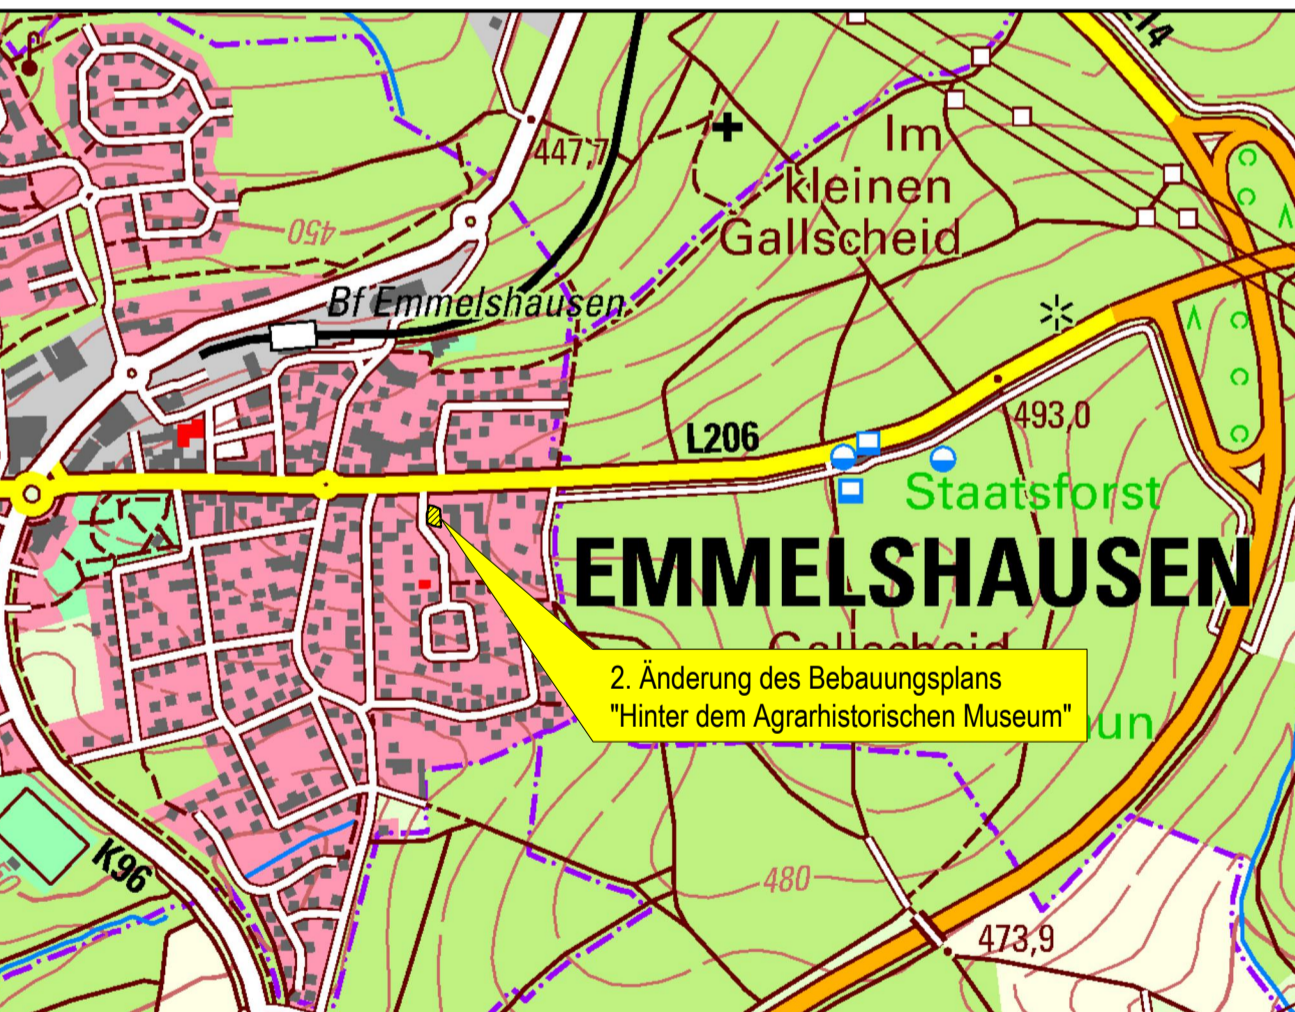 447,7
Im
kleinen
Gallscheid
450
Bf Emmelshausen
L206
493,0
Staatsforst
EMMELSHAUSEN
2. Änderung des Bebauungsplans
"Hinter dem Agrarhistorischen Museum"
K96
480
473,9